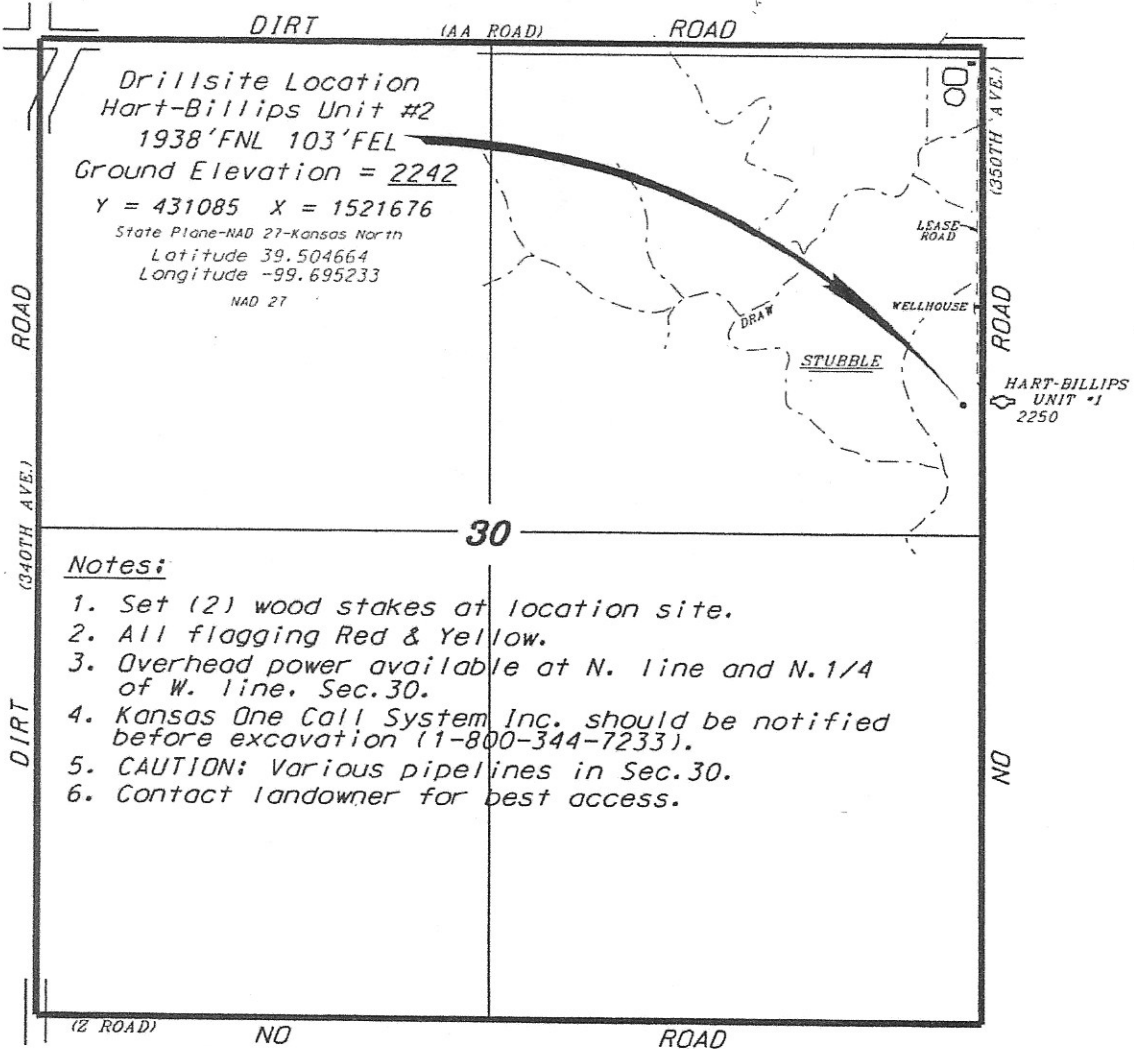 DIRT (AA ROAD) ROAD
Drillsite Location
Hart-Billips Unit #2
1938'FNL 103'FEL
Ground Elevation = 2242
Y = 431085 X = 1521676
State Plane-NAD 27-Kansas North
Latitude 39.504664
Longitude -99.695233
NAD 27
(350TH AVE.)
LEASE
ROAD
WELLHOUSE
DRAW
STUBBLE
ROAD
ROAD
HART-BILLIPS
UNIT #1
2250
(340TH AVE.)
30
Notes:
1. Set (2) wood stakes at location site.
2. All flagging Red & Yellow.
3. Overhead power available at N. line and N.1/4
of W. line, Sec.30.
4. Kansas One Call System Inc. should be notified
before excavation (1-800-344-7233).
5. CAUTION: Various pipelines in Sec.30.
6. Contact landowner for best access.
DIRT
NO
(Z ROAD) NO ROAD